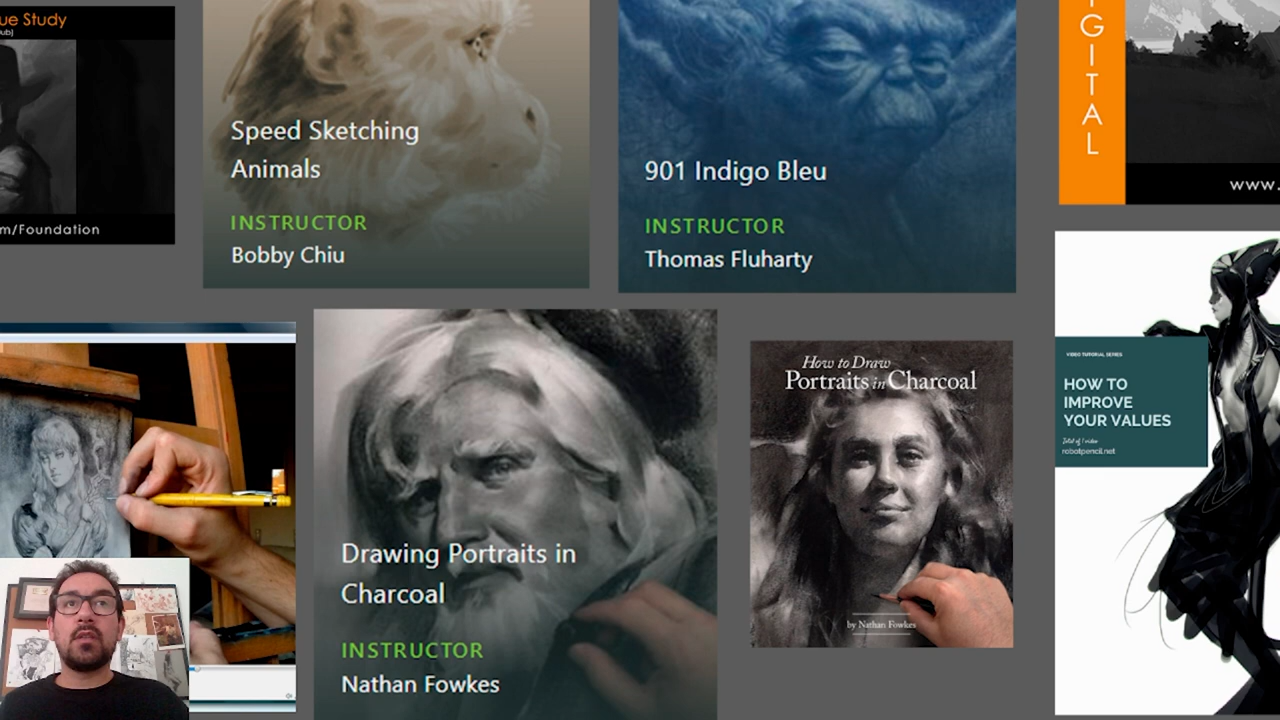 ue Study
m/Foundation
Speed Sketching
Animals
INSTRUCTOR
Bobby Chiu
901 Indigo Bleu
INSTRUCTOR
Thomas Fluharty
GITAL
www.
Drawing Portraits in
Charcoal
INSTRUCTOR
Nathan Fowkes
How to Draw
Portraits in Charcoal
by Nathan Fowkes
VIDEO TUTORIAL SERIES
HOW TO
IMPROVE
YOUR VALUES
robotpencil.net